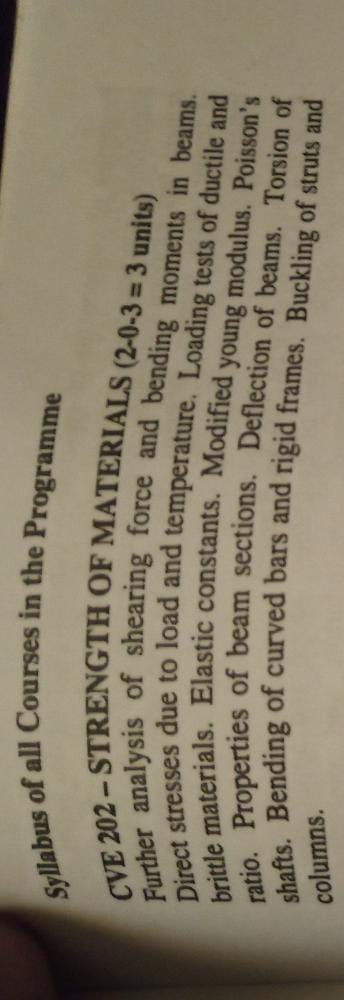 Syllabus of all Courses in the Programme
CVE 202 – STRENGTH OF MATERIALS (2-0-3 = 3 units)
Further analysis of shearing force and bending moments in beams.
Direct stresses due to load and temperature. Loading tests of ductile and
brittle materials. Elastic constants. Modified young modulus. Poisson's
ratio. Properties of beam sections. Deflection of beams. Torsion of
shafts. Bending of curved bars and rigid frames. Buckling of struts and
columns.